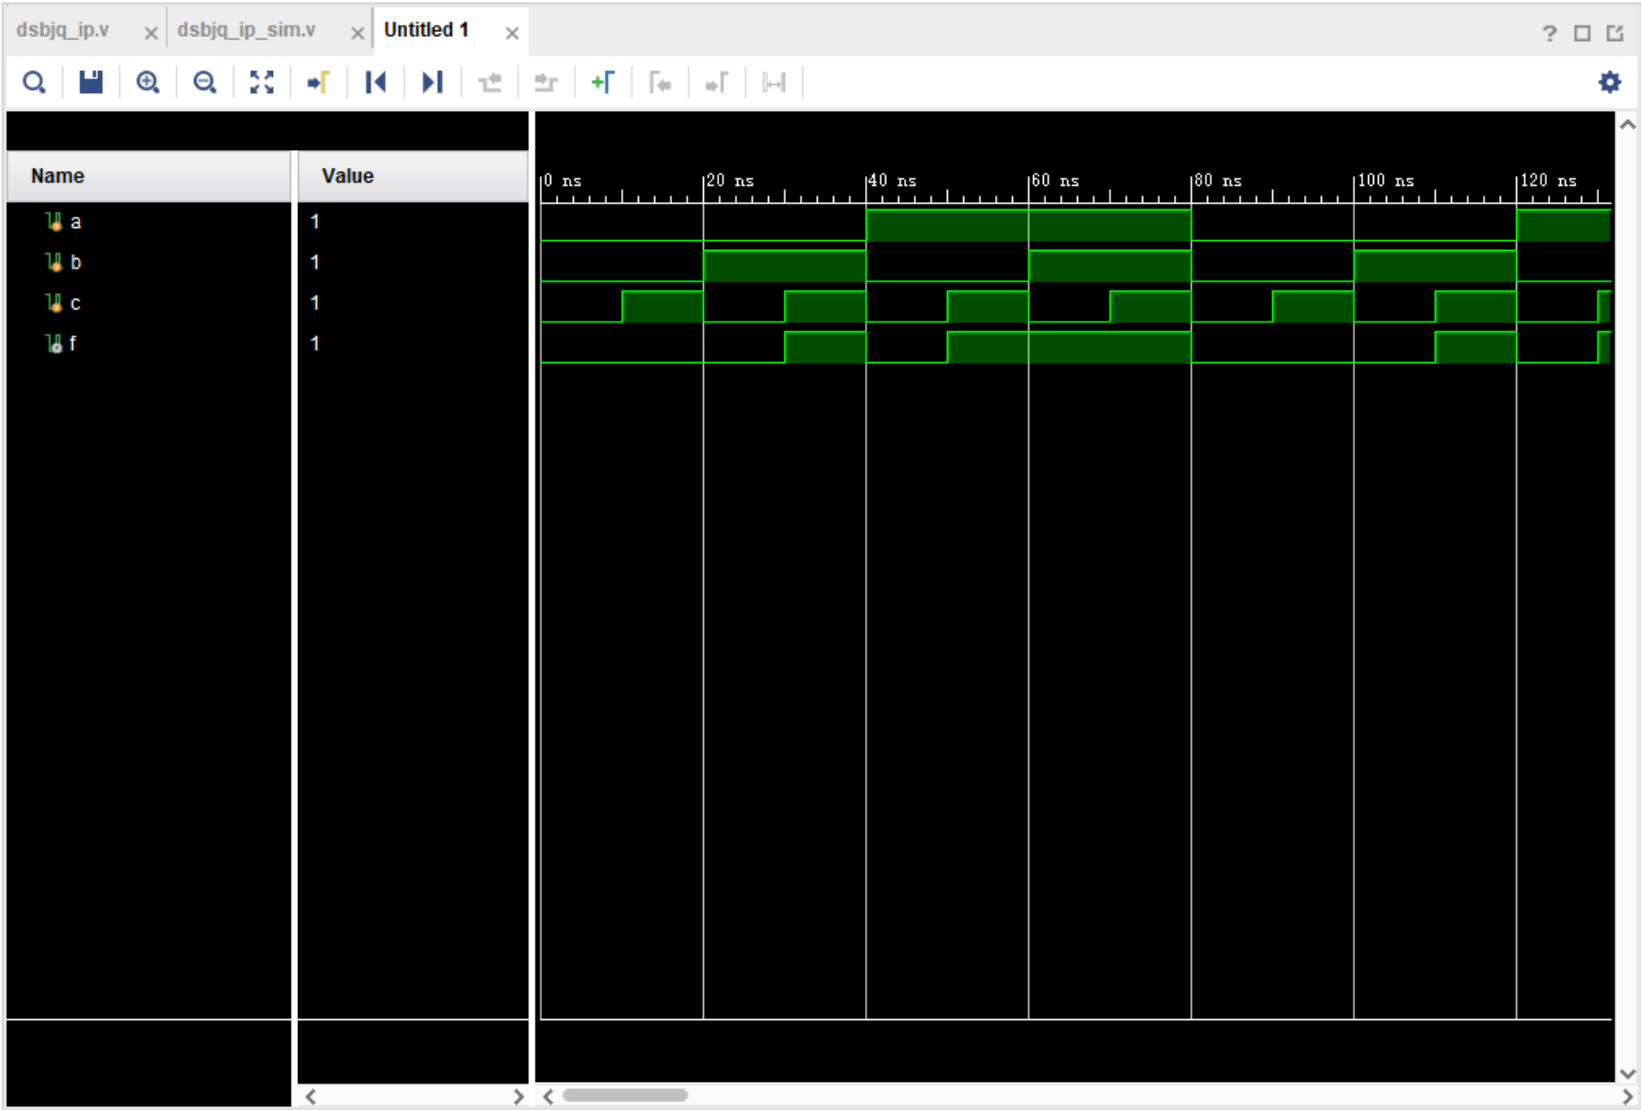 dsbjq_ip.v dsbjq_ip_sim.v Untitled 1
Name Value
0 ns 20 ns 40 ns 60 ns 80 ns 100 ns 120 ns
a 1
b 1
c 1
f 1